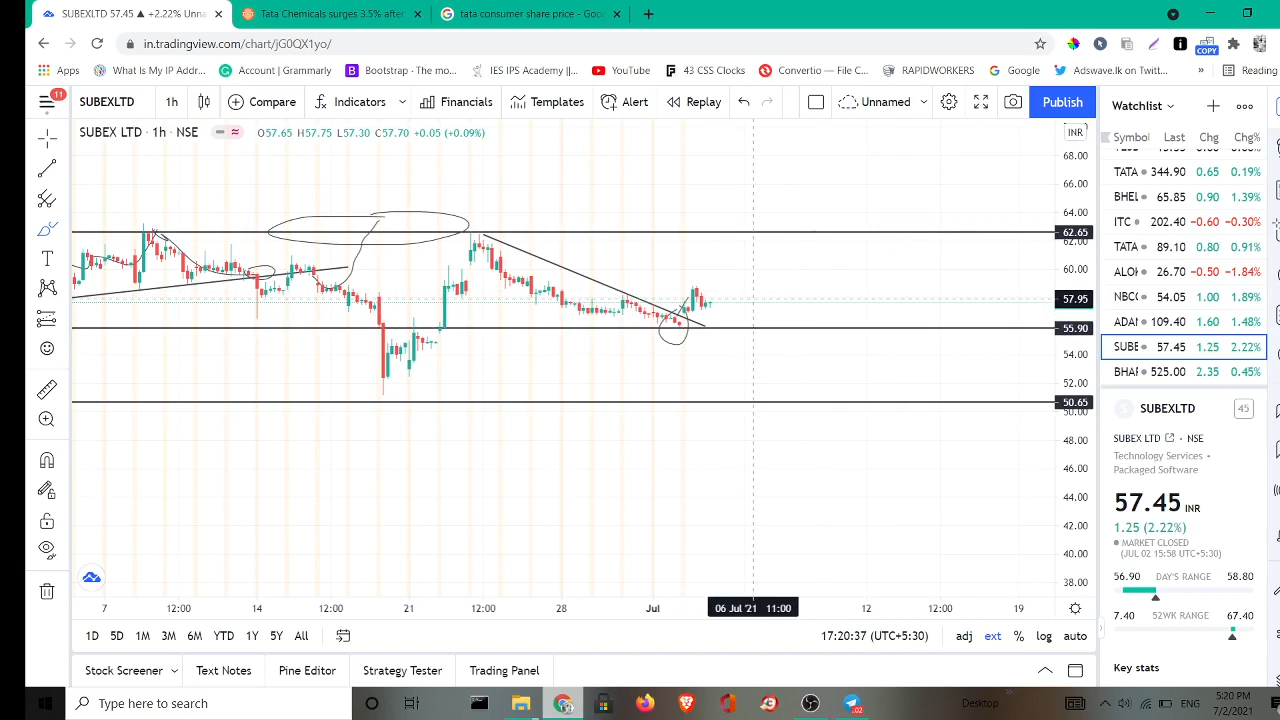 SUBEXLTD 57.45 ▲ +2.22% Unna
Tata Chemicals surges 3.5% after
tata consumer share price - Goo
in.tradingview.com/chart/jG0QX1yo/
COPY
Apps
What Is My IP Addr...
Account | Grammarly
Bootstrap · The mo...
IES IPS Academy ||...
YouTube
43 SSC Clocks
Convertio — File C...
RAPIDWORKERS
Google
Adswave.lk on Twitt...
»
Reading
11
SUBEXLTD
1h
Compare
Indicators
Financials
Templates
Alert
Replay
Unnamed
Publish
Watchlist
SUBEX LTD · 1h · NSE
O57.65 H57.75 L57.30 C57.70 +0.05 (+0.09%)
INR
Symbol Last Chg Chg%
TATA 344.90 0.65 0.19%
BHEL 65.85 0.90 1.39%
ITC 202.40 -0.60 -0.30%
TATA 89.10 0.80 0.91%
ALO 26.70 -0.50 -1.84%
NBCC 54.05 1.00 1.89%
ADAN 109.40 1.60 1.48%
SUBE 57.45 1.25 2.22%
BHAR 525.00 2.35 0.45%
68.00
66.00
64.00
62.65
62.00
60.00
57.95
55.90
54.00
52.00
50.65
50.00
48.00
46.00
44.00
42.00
40.00
38.00
SUBEXLTD
45
SUBEX LTD · NSE
Technology Services •
Packaged Software
57.45 INR
1.25 (2.22%)
MARKET CLOSED
(JUL 02 15:58 UTC+5:30)
56.90 DAY'S RANGE 58.80
7.40 52WK RANGE 67.40
Key stats
7 12:00 14 12:00 21 12:00 28 Jul 06 Jul '21 11:00 12 12:00 19
1D 5D 1M 3M 6M YTD 1Y 5Y All
17:20:37 (UTC+5:30)
adj ext % log auto
Stock Screener
Text Notes
Pine Editor
Strategy Tester
Trading Panel
Type here to search
.02
Desktop
»
ENG
5:20 PM
7/2/2021